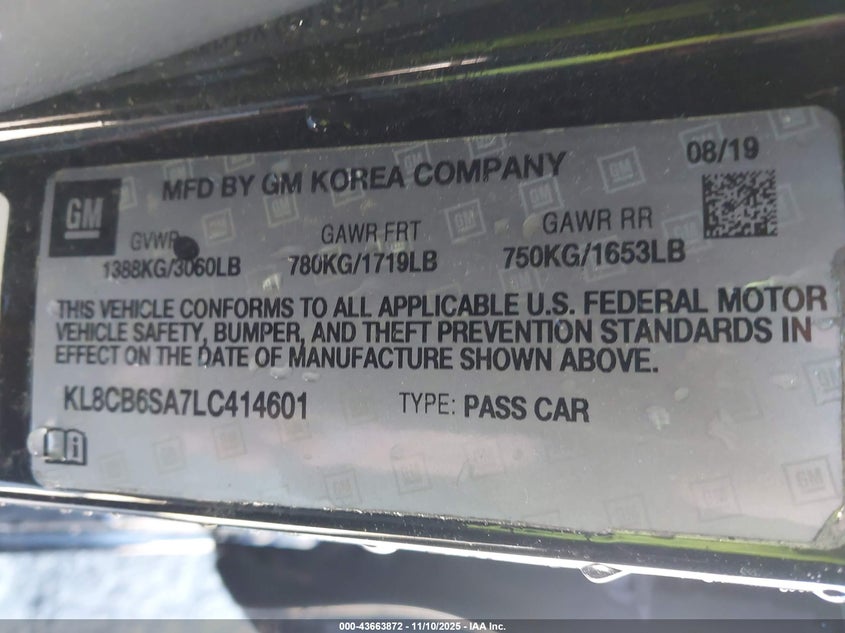 GM
MFD BY GM KOREA COMPANY
08/19
GVWR
GAWR FRT
GAWR RR
1388KG/3060LB
780KG/1719LB
750KG/1653LB
THIS VEHICLE CONFORMS TO ALL APPLICABLE U.S. FEDERAL MOTOR
VEHICLE SAFETY, BUMPER, AND THEFT PREVENTION STANDARDS IN
EFFECT ON THE DATE OF MANUFACTURE SHOWN ABOVE.
KL8CB6SA7LC414601
TYPE: PASS CAR
000-43663872 - 11/10/2025 - IAA Inc.